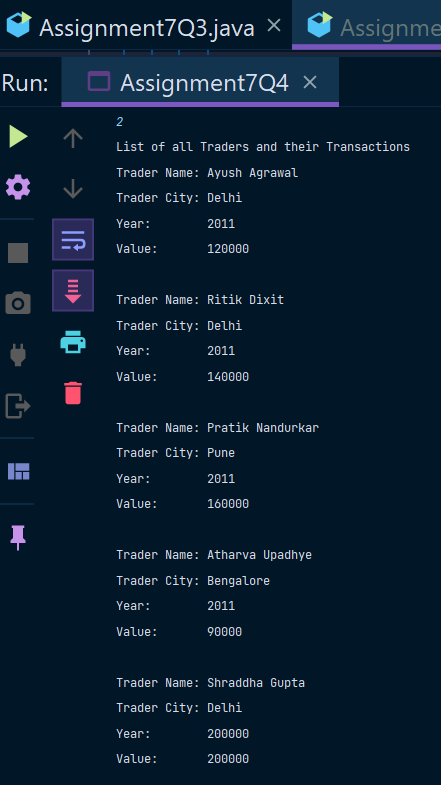 Assignment7Q3.java
Assignme
Run:
Assignment7Q4
2
List of all Traders and their Transactions
Trader Name: Ayush Agrawal
Trader City: Delhi
Year: 2011
Value: 120000
Trader Name: Ritik Dixit
Trader City: Delhi
Year: 2011
Value: 140000
Trader Name: Pratik Nandurkar
Trader City: Pune
Year: 2011
Value: 160000
Trader Name: Atharva Upadhye
Trader City: Bengalore
Year: 2011
Value: 90000
Trader Name: Shraddha Gupta
Trader City: Delhi
Year: 200000
Value: 200000